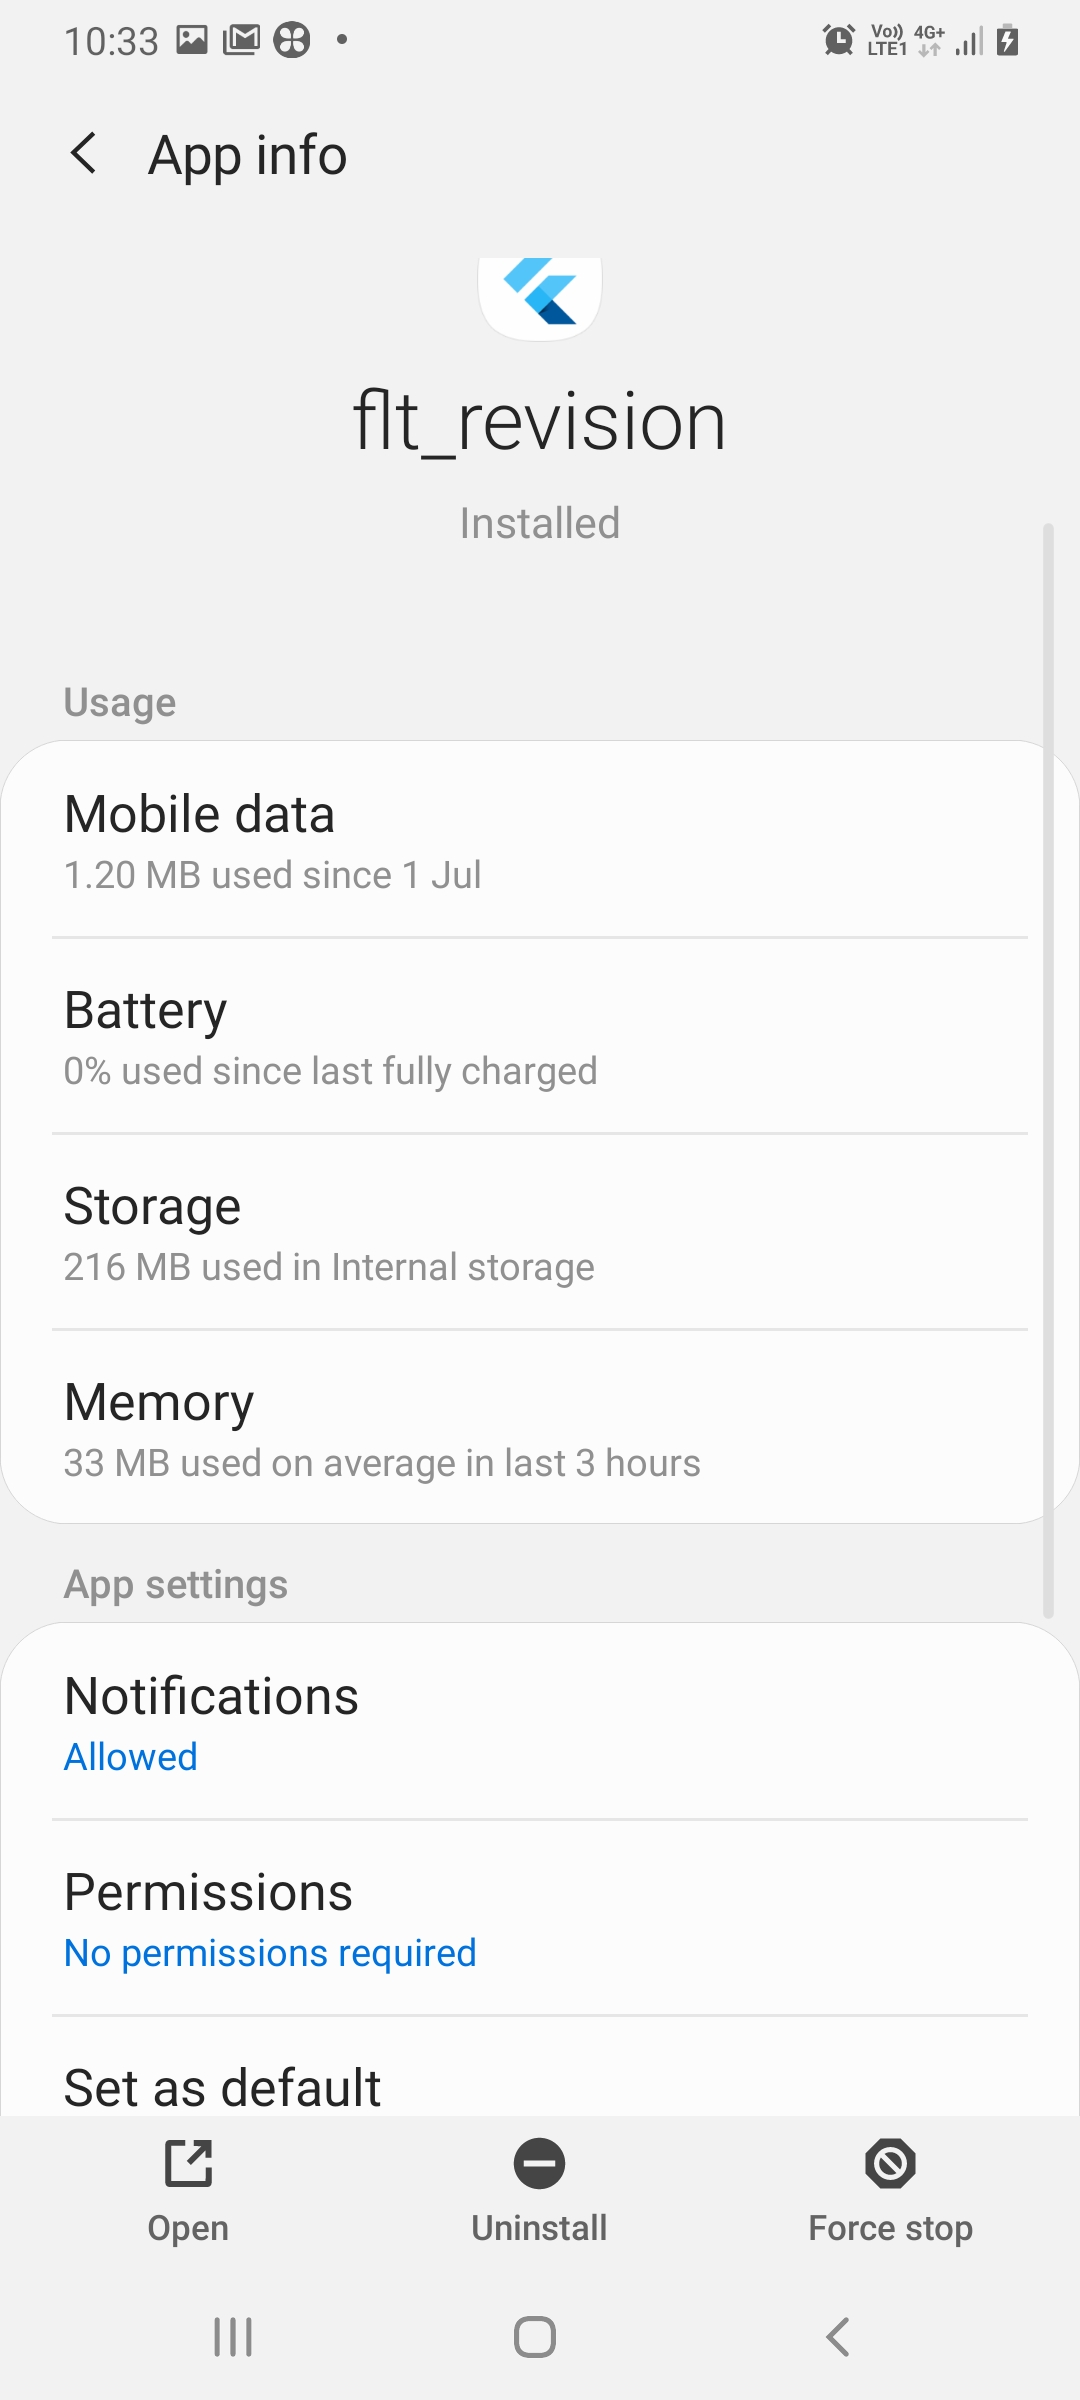 10:33 Vo)) LTE1 4G+
App info
flt_revision
Installed
Usage
Mobile data
1.20 MB used since 1 Jul
Battery
0% used since last fully charged
Storage
216 MB used in Internal storage
Memory
33 MB used on average in last 3 hours
App settings
Notifications
Allowed
Permissions
No permissions required
Set as default
Open Uninstall Force stop